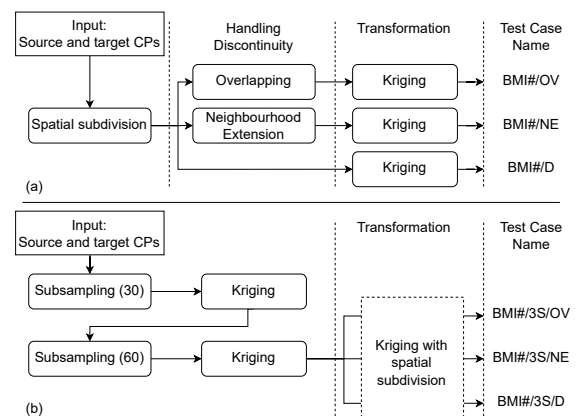 Input:
Source and target CPs
Handling
Discontinuity
Transformation
Test Case
Name
Overlapping
Kriging
BMI#/OV
Spatial subdivision
Neighbourhood
Extension
Kriging
BMI#/NE
Kriging
BMI#/D
(a)
Input:
Source and target CPs
Transformation
Test Case
Name
Subsampling (30)
Kriging
BMI#/3S/OV
Subsampling (60)
Kriging
Kriging with
spatial
subdivision
BMI#/3S/NE
BMI#/3S/D
(b)